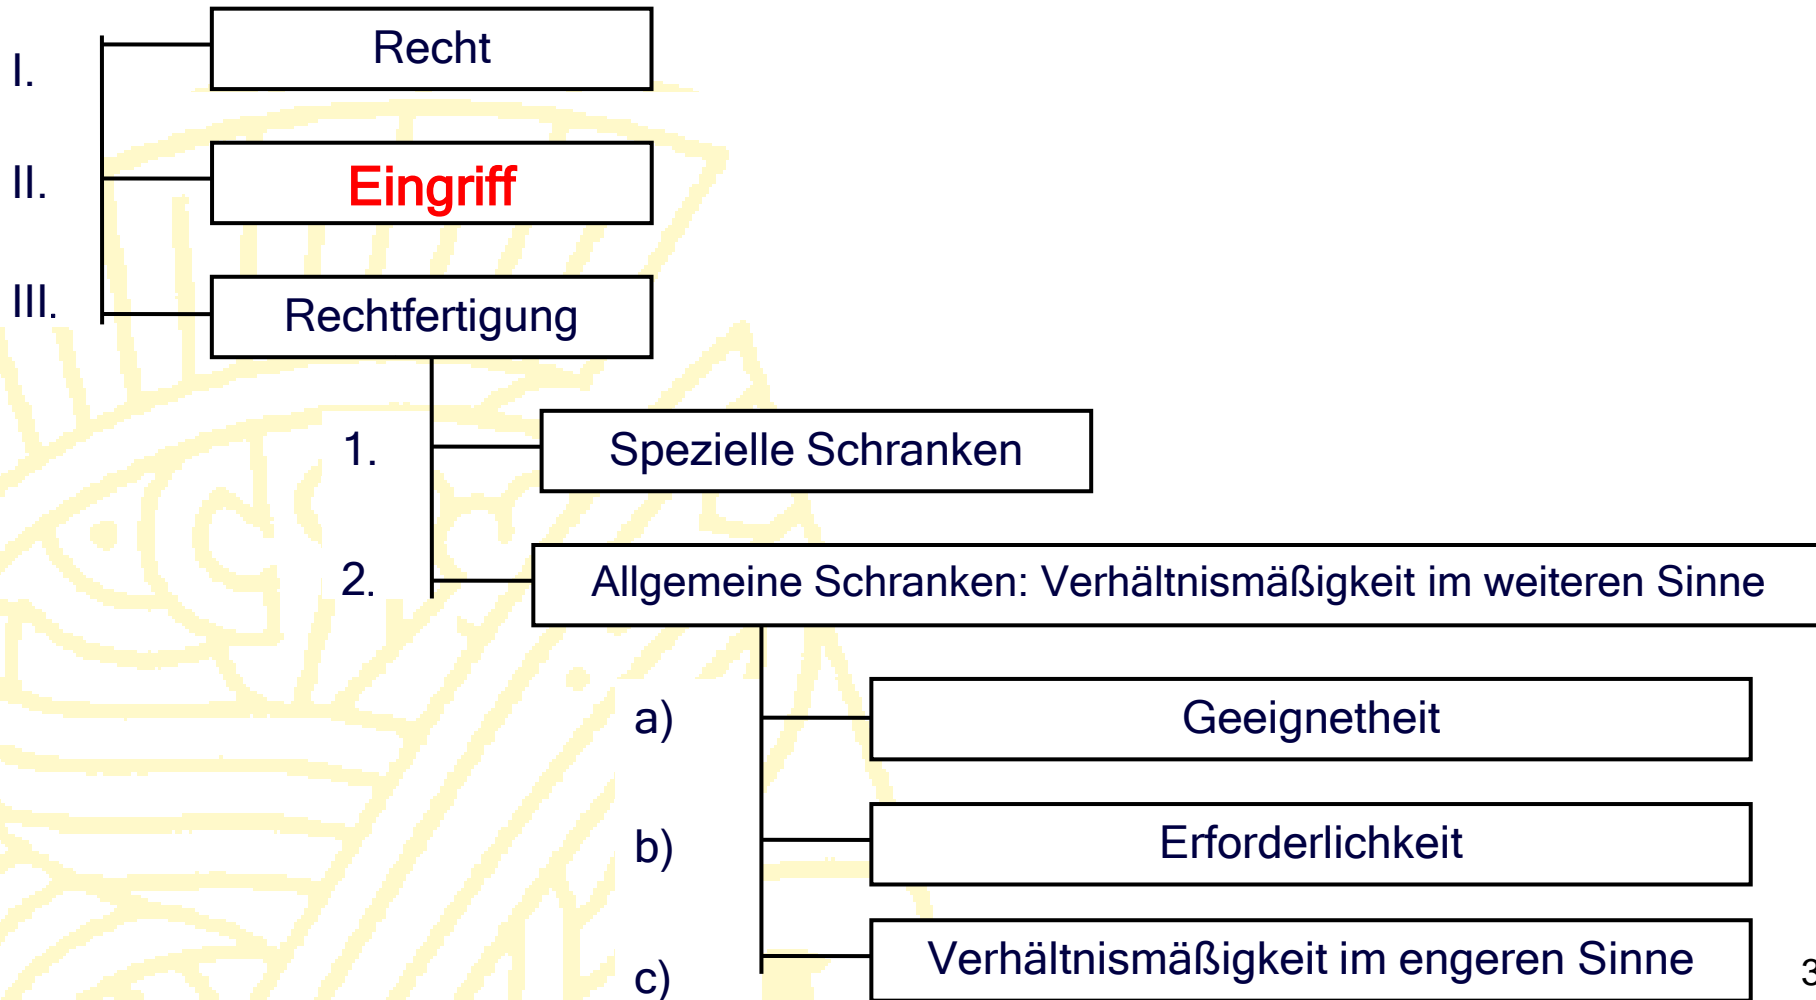 I. Recht
II. Eingriff
III. Rechtfertigung
1. Spezielle Schranken
2. Allgemeine Schranken: Verhältnismäßigkeit im weiteren Sinne
a) Geeignetheit
b) Erforderlichkeit
c) Verhältnismäßigkeit im engeren Sinne
3